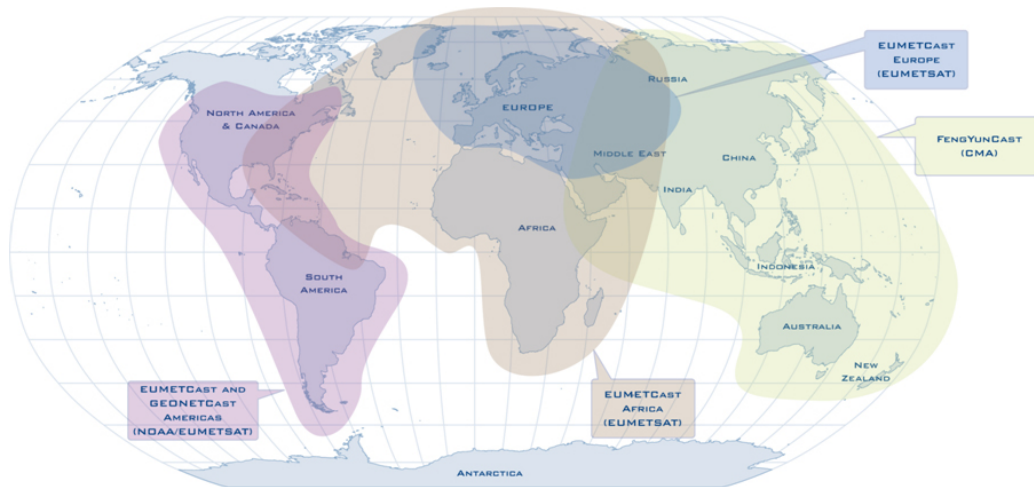 EUMETCast
Europe
(EUMETSAT)
Russia
North America
& Canada
EUROPE
FengYunCast
(CMA)
Middle East
China
India
Africa
Indonesia
South
America
Australia
New
Zealand
EUMETCast and
GEONETCast
Americas
(NOAA/EUMETSAT)
EUMETCast
Africa
(EUMETSAT)
Antarctica